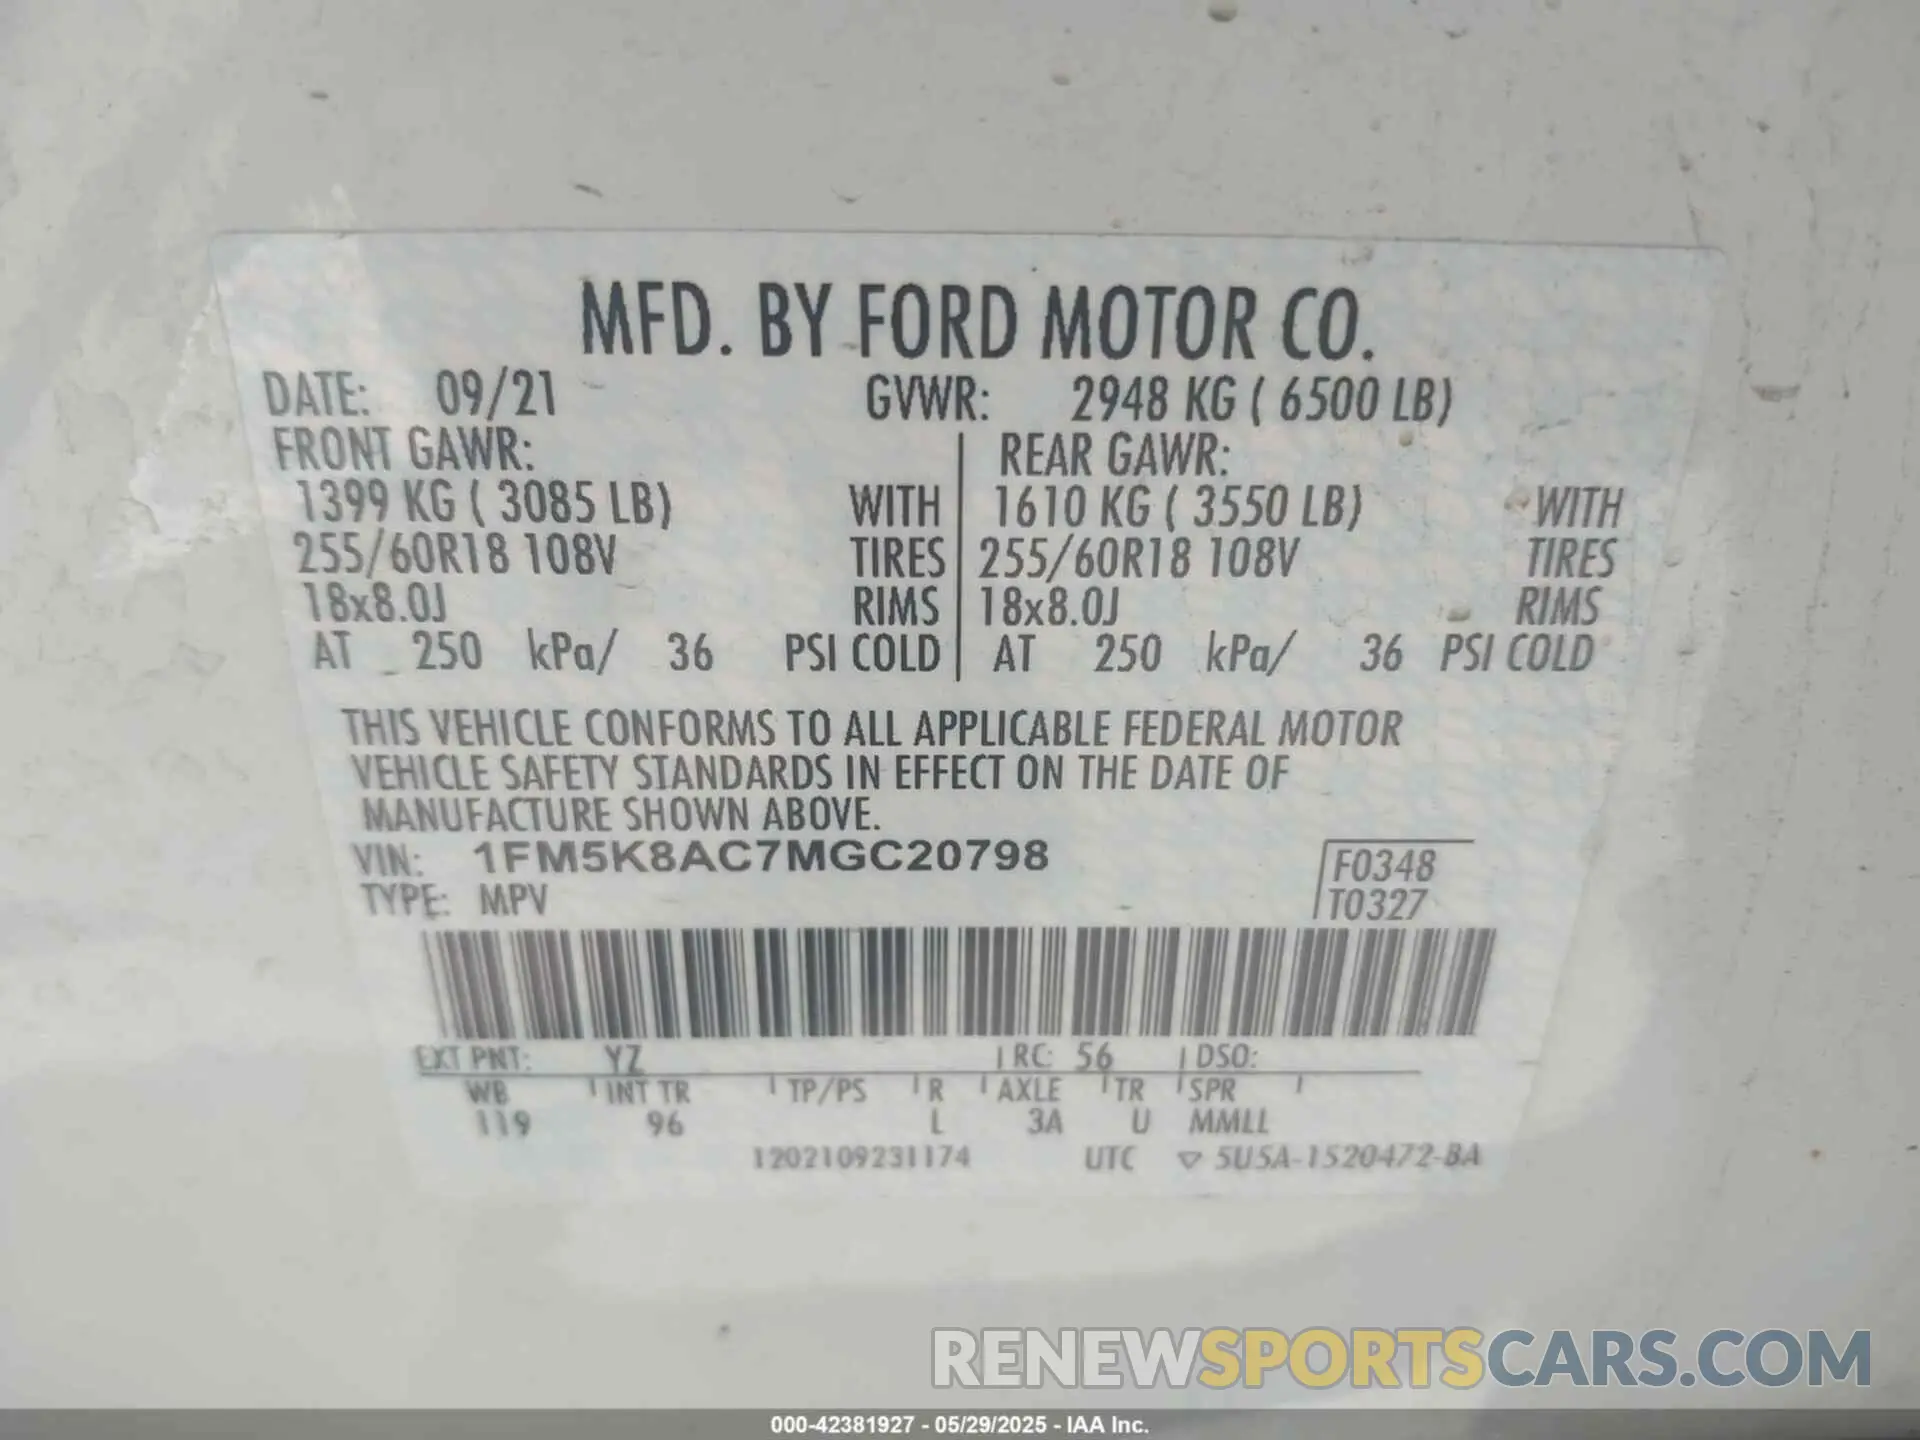 MFD. BY FORD MOTOR CO.
DATE: 09/21 GVWR: 2948 KG ( 6500 LB)
FRONT GAWR: REAR GAWR:
1399 KG ( 3085 LB) WITH 1610 KG ( 3550 LB) WITH
255/60R18 108V TIRES 255/60R18 108V TIRES
18x8.0J RIMS 18x8.0J RIMS
AT 250 kPa/ 36 PSI COLD AT 250 kPa/ 36 PSI COLD
THIS VEHICLE CONFORMS TO ALL APPLICABLE FEDERAL MOTOR
VEHICLE SAFETY STANDARDS IN EFFECT ON THE DATE OF
MANUFACTURE SHOWN ABOVE.
VIN: 1FM5K8AC7MGC20798 F0348
TYPE: MPV T0327
EXT PNT: YZ RC: 56 DSO:
WB INT TR TP/PS R AXLE TR SPR
119 96 L 3A U MMLL
1202109231174 UTC ▽ 5U5A-1520472-BA
RENEWSPORTSCARS.COM
000-42381927 - 05/29/2025 - IAA Inc.